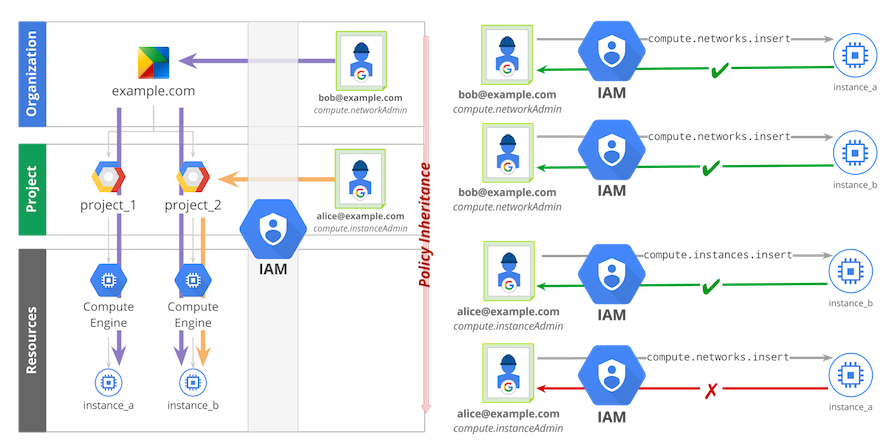 Organization
example.com
bob@example.com
compute.networkAdmin
Project
project_1
project_2
alice@example.com
compute.instanceAdmin
IAM
Policy Inheritance
Resources
Compute
Engine
Compute
Engine
instance_a
instance_b
bob@example.com
compute.networkAdmin
IAM
compute.networks.insert
instance_a
bob@example.com
compute.networkAdmin
IAM
compute.networks.insert
instance_b
alice@example.com
compute.instanceAdmin
IAM
compute.instances.insert
instance_b
alice@example.com
compute.instanceAdmin
IAM
compute.networks.insert
instance_a